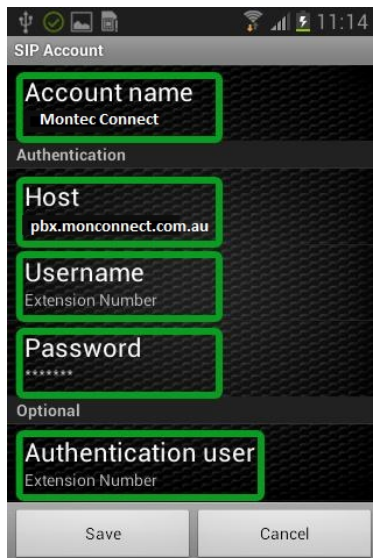 11:14
SIP Account
Account name
Montec Connect
Authentication
Host
pbx.monconnect.com.au
Username
Extension Number
Password
*******
Optional
Authentication user
Extension Number
Save Cancel